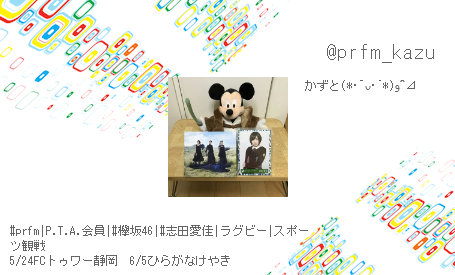 @prfm_kazu
かずと(*･ˉ૰･ˉ*)و̑⊿
#prfm|P.T.A.会員|#欅坂46|#志田愛佳|ラグビー|スポー
ツ観戦
5/24FCトゥワー静岡　6/5ひらがなけやき